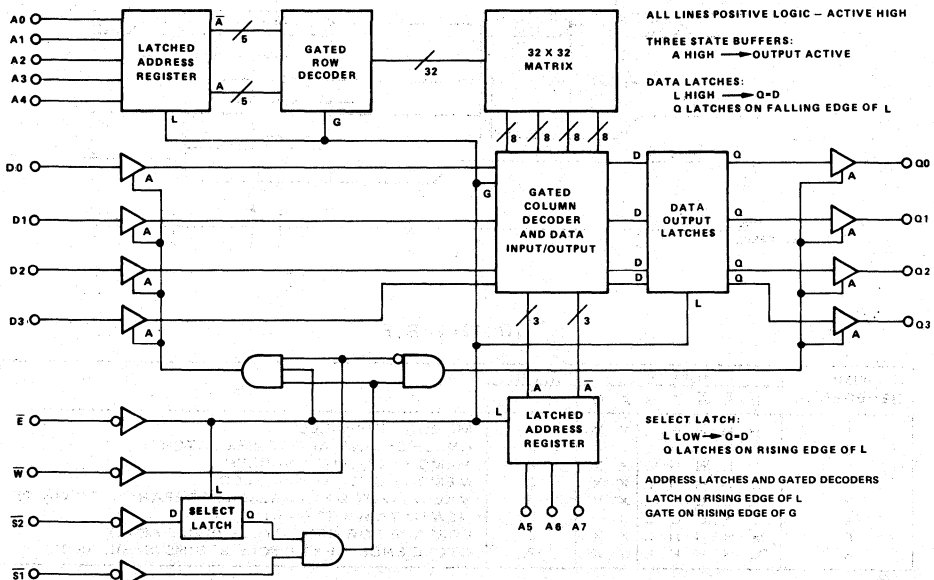 A0
A1
A2
A3
A4
LATCHED
ADDRESS
REGISTER
A̅
5
A
5
L
GATED
ROW
DECODER
G
32
32 X 32
MATRIX
8
8
8
8
ALL LINES POSITIVE LOGIC – ACTIVE HIGH
THREE STATE BUFFERS:
A HIGH → OUTPUT ACTIVE
DATA LATCHES:
L HIGH → Q=D
Q LATCHES ON FALLING EDGE OF L
D0
A
D1
A
D2
A
D3
A
G
GATED
COLUMN
DECODER
AND DATA
INPUT/OUTPUT
D
D
D
D
DATA
OUTPUT
LATCHES
L
Q
Q
Q
Q
A
Q0
A
Q1
A
Q2
A
Q3
3
3
A
A̅
L
LATCHED
ADDRESS
REGISTER
A5
A6
A7
E̅
W̅
S̅2̅
S̅1̅
L
D
SELECT
LATCH
Q
SELECT LATCH:
L LOW → Q=D
Q LATCHES ON RISING EDGE OF L
ADDRESS LATCHES AND GATED DECODERS
LATCH ON RISING EDGE OF L
GATE ON RISING EDGE OF G